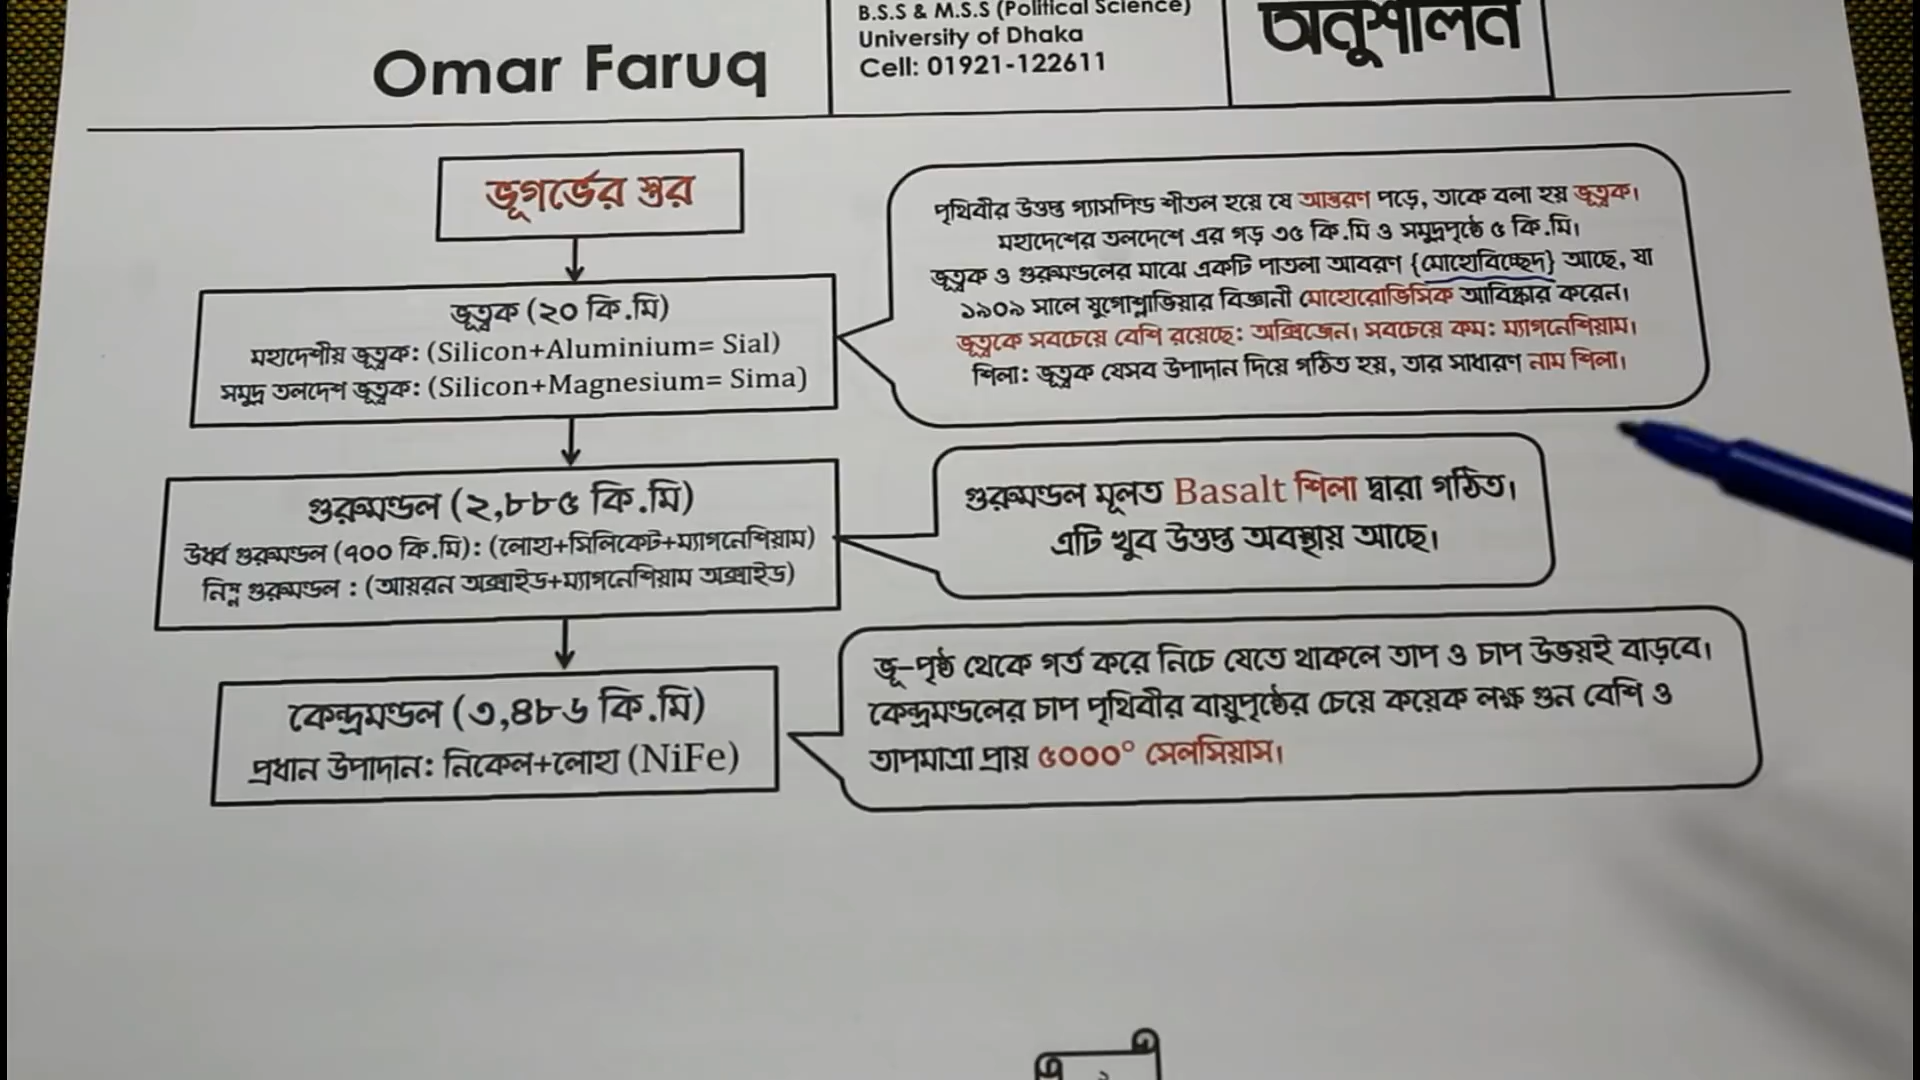 B.S.S & M.S.S (Political Science)
Omar Faruq
University of Dhaka
Cell: 01921-122611
অনুশীলন
ভূগর্ভের স্তর
ভূত্বক (২০ কি.মি)
মহাদেশীয় ভূত্বক: (Silicon+Aluminium= Sial)
সমুদ্র তলদেশ ভূত্বক: (Silicon+Magnesium= Sima)
পৃথিবীর উত্তপ্ত গ্যাসপিন্ড শীতল হয়ে যে আস্তরণ পড়ে, তাকে বলা হয় ভূত্বক।
মহাদেশের তলদেশে এর গড় ৩৫ কি.মি ও সমুদ্রপৃষ্ঠে ৫ কি.মি।
ভূত্বক ও গুরুমন্ডলের মাঝে একটি পাতলা আবরণ {মোহোবিচ্ছেদ} আছে, যা
১৯০৯ সালে যুগোশ্লাভিয়ার বিজ্ঞানী মোহোরোভিসিক আবিষ্কার করেন।
ভূত্বকে সবচেয়ে বেশি রয়েছে: অক্সিজেন। সবচেয়ে কম: ম্যাগনেশিয়াম।
শিলা: ভূত্বক যেসব উপাদান দিয়ে গঠিত হয়, তার সাধারণ নাম শিলা।
গুরুমন্ডল (২,৮৮৫ কি.মি)
উর্ধ্ব গুরুমন্ডল (৭০০ কি.মি): (লোহা+সিলিকেট+ম্যাগনেশিয়াম)
নিম্ন গুরুমন্ডল : (আয়রন অক্সাইড+ম্যাগনেশিয়াম অক্সাইড)
গুরুমন্ডল মূলত Basalt শিলা দ্বারা গঠিত।
এটি খুব উত্তপ্ত অবস্থায় আছে।
কেন্দ্রমন্ডল (৩,৪৮৬ কি.মি)
প্রধান উপাদান: নিকেল+লোহা (NiFe)
ভূ-পৃষ্ঠ থেকে গর্ত করে নিচে যেতে থাকলে তাপ ও চাপ উভয়ই বাড়বে।
কেন্দ্রমন্ডলের চাপ পৃথিবীর বায়ুপৃষ্ঠের চেয়ে কয়েক লক্ষ গুন বেশি ও
তাপমাত্রা প্রায় ৫০০০° সেলসিয়াস।